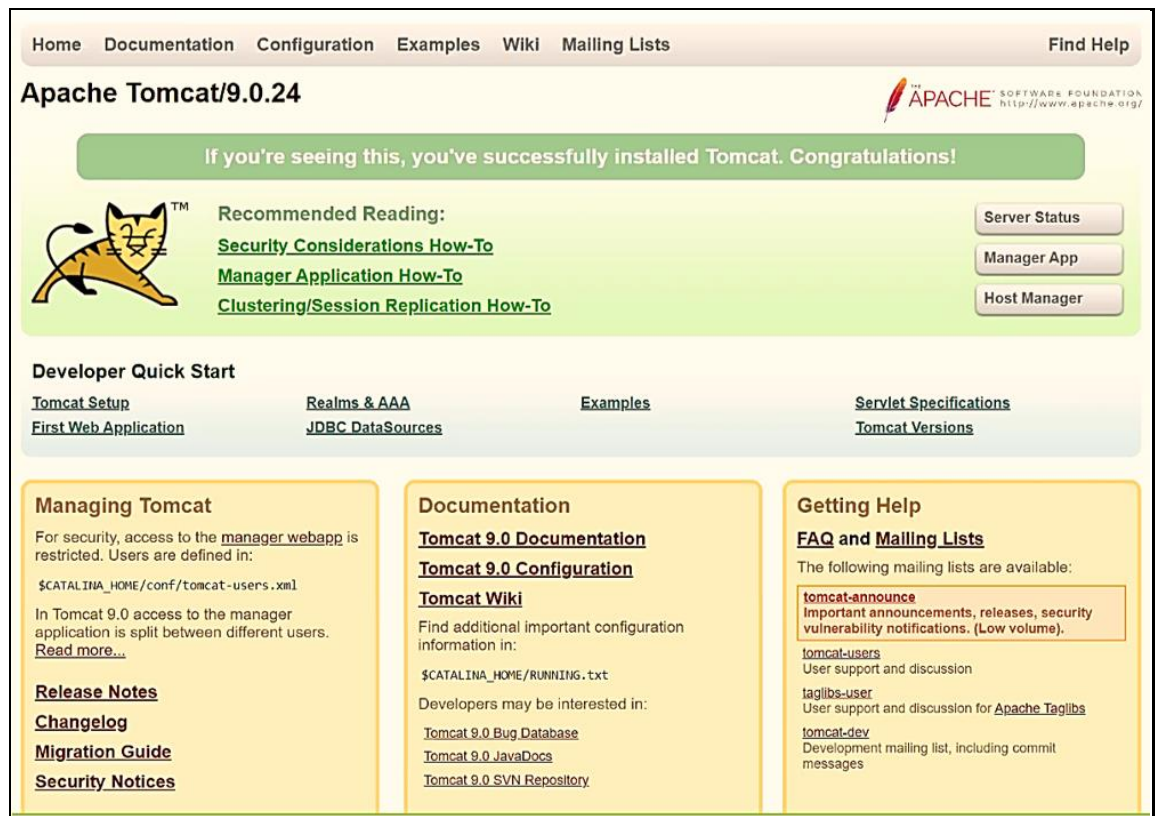 Home Documentation Configuration Examples Wiki Mailing Lists Find Help
Apache Tomcat/9.0.24
THE
APACHE SOFTWARE FOUNDATION
http://www.apache.org/
If you're seeing this, you've successfully installed Tomcat. Congratulations!
TM
Recommended Reading:
Security Considerations How-To
Manager Application How-To
Clustering/Session Replication How-To
Server Status
Manager App
Host Manager
Developer Quick Start
Tomcat Setup
First Web Application
Realms & AAA
JDBC DataSources
Examples
Servlet Specifications
Tomcat Versions
Managing Tomcat
For security, access to the manager webapp is
restricted. Users are defined in:
$CATALINA_HOME/conf/tomcat-users.xml
In Tomcat 9.0 access to the manager
application is split between different users.
Read more...
Release Notes
Changelog
Migration Guide
Security Notices
Documentation
Tomcat 9.0 Documentation
Tomcat 9.0 Configuration
Tomcat Wiki
Find additional important configuration
information in:
$CATALINA_HOME/RUNNING.txt
Developers may be interested in:
Tomcat 9.0 Bug Database
Tomcat 9.0 JavaDocs
Tomcat 9.0 SVN Repository
Getting Help
FAQ and Mailing Lists
The following mailing lists are available:
tomcat-announce
Important announcements, releases, security
vulnerability notifications. (Low volume).
tomcat-users
User support and discussion
taglibs-user
User support and discussion for Apache Taglibs
tomcat-dev
Development mailing list, including commit
messages